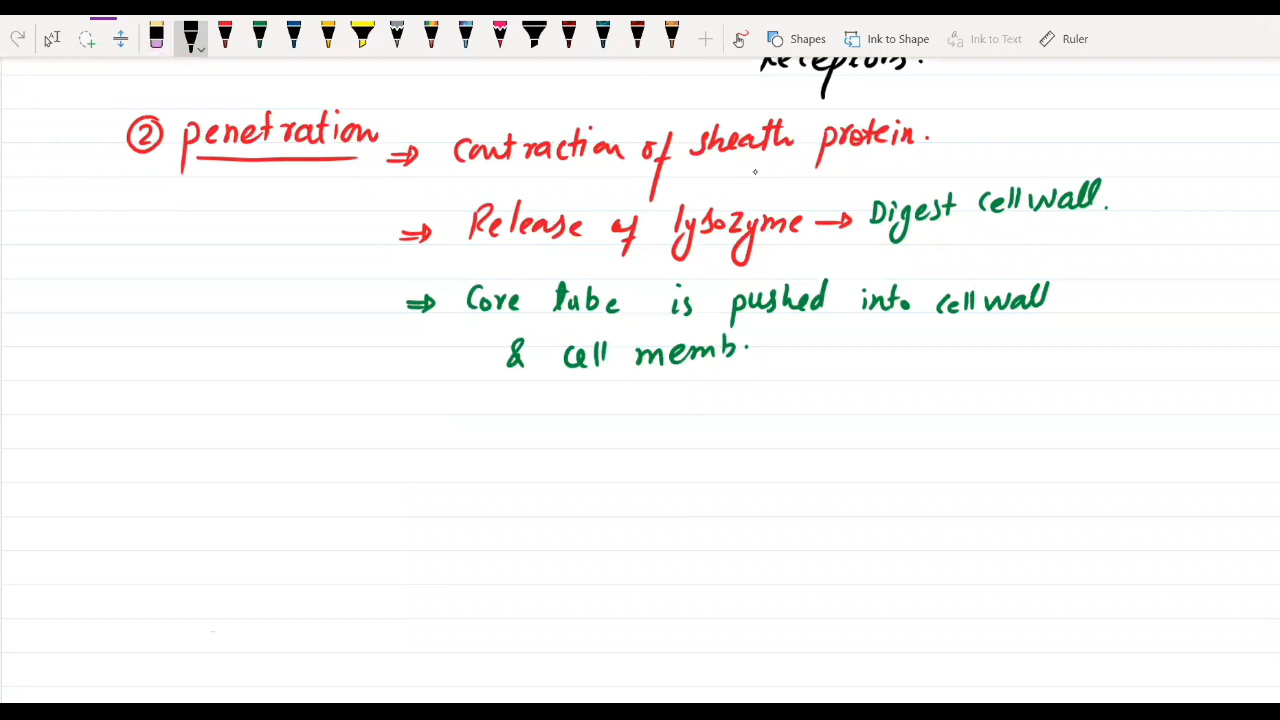 Shapes Ink to Shape Ink to Text Ruler
Receptors.
② penetration ⇒ Contraction of sheath protein.
⇒ Release of lysozyme → Digest cell wall.
⇒ Core tube is pushed into cell wall
& cell memb.